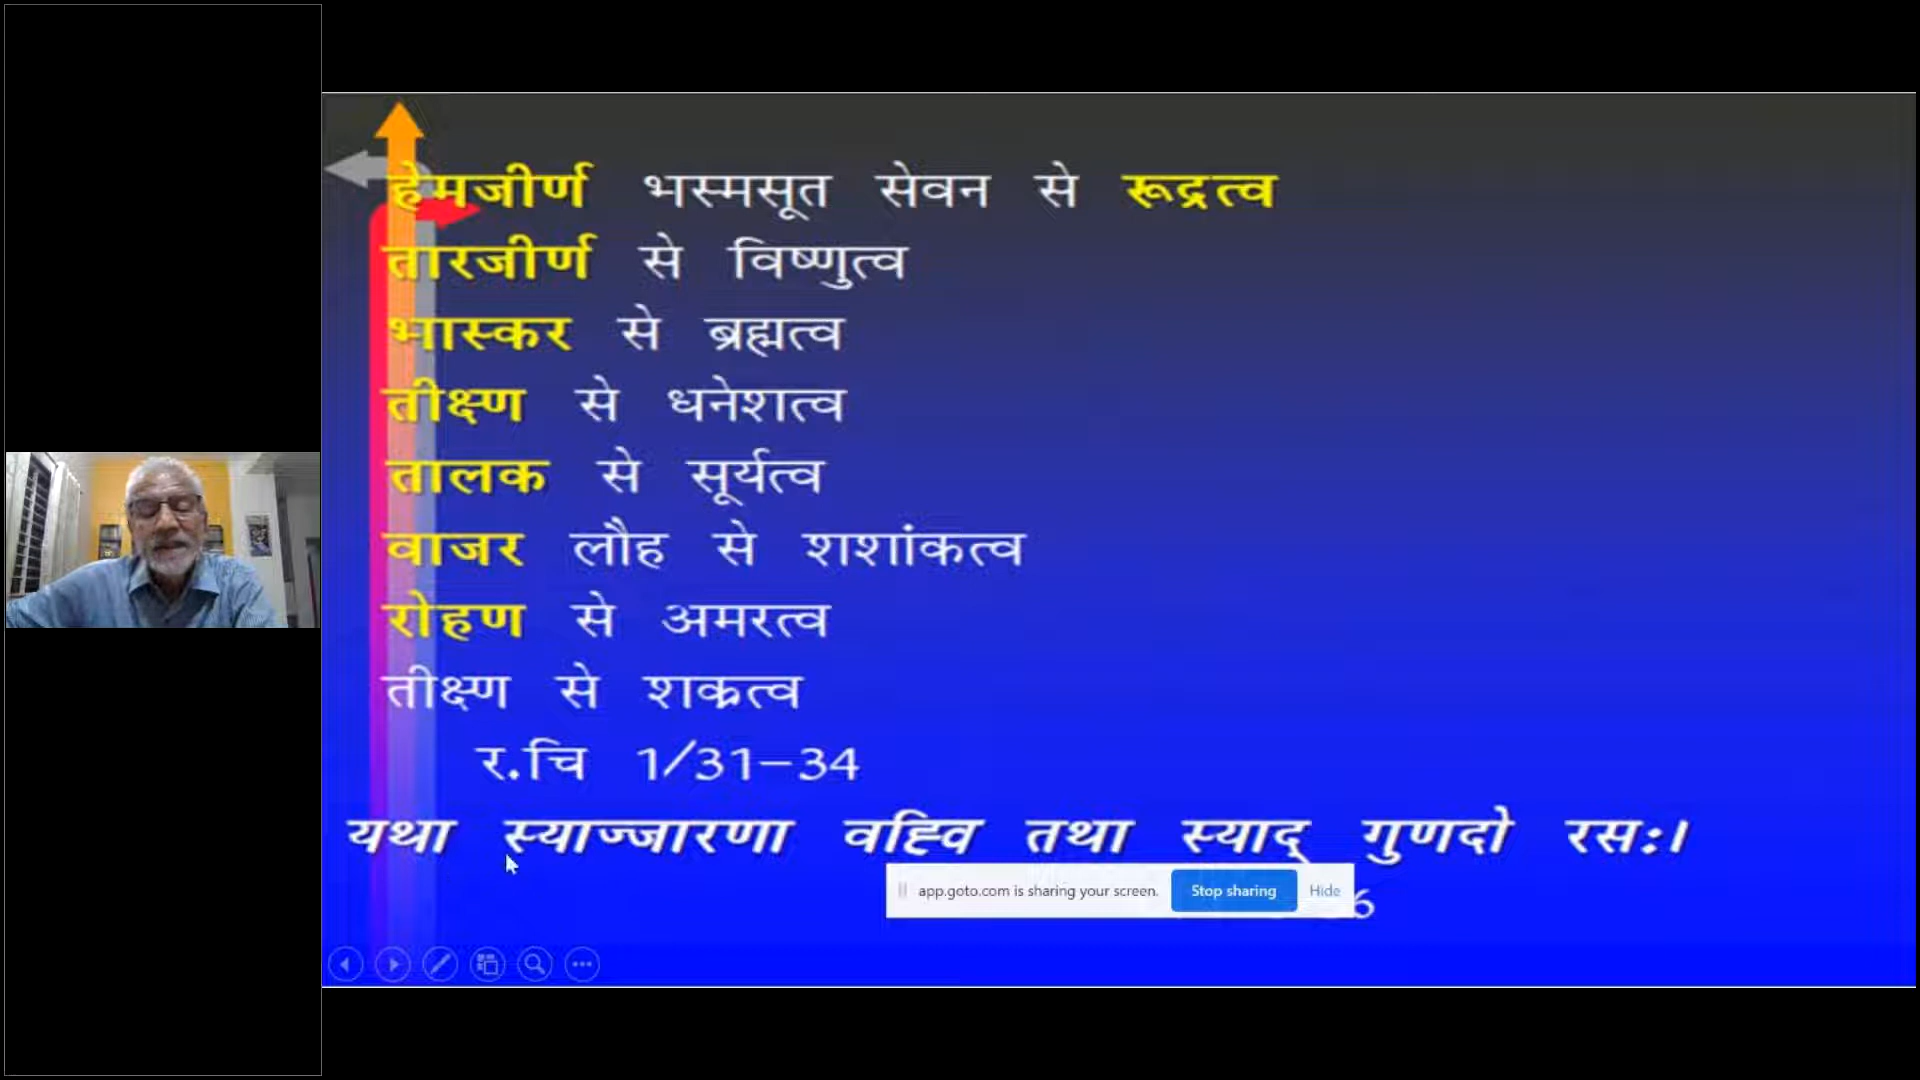 हेमजीर्ण भस्मसूत सेवन से रूद्रत्व
तारजीर्ण से विष्णुत्व
भास्कर से ब्रह्मत्व
तीक्ष्ण से धनेशत्व
तालक से सूर्यत्व
वाजर लौह से शशांकत्व
रोहण से अमरत्व
तीक्ष्ण से शक्रत्व
र.चि 1/31-34
यथा स्याज्जारणा वह्वि तथा स्याद् गुणदो रसः।
app.goto.com is sharing your screen. Stop sharing Hide
6